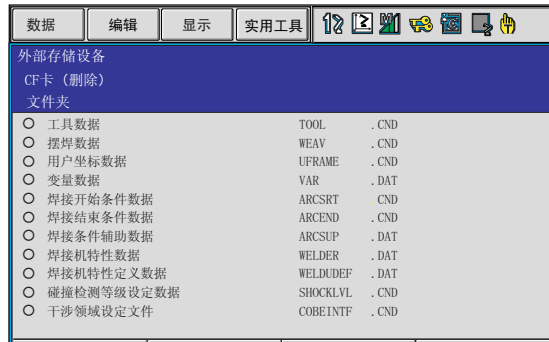 数据 编辑 显示 实用工具
外部存储设备
CF卡（删除）
文件夹
工具数据 TOOL .CND
摆焊数据 WEAV .CND
用户坐标数据 UFRAME .CND
变量数据 VAR .DAT
焊接开始条件数据 ARCSRT CND
焊接结束条件数据 ARCEND .CND
焊接条件辅助数据 ARCSUP .DAT
焊接机特性数据 WELDER .DAT
焊接机特性定义数据 WELDUDEF .DAT
碰撞检测等级设定数据 SHOCKLVL .CND
干涉领域设定文件 COBEINTF .CND